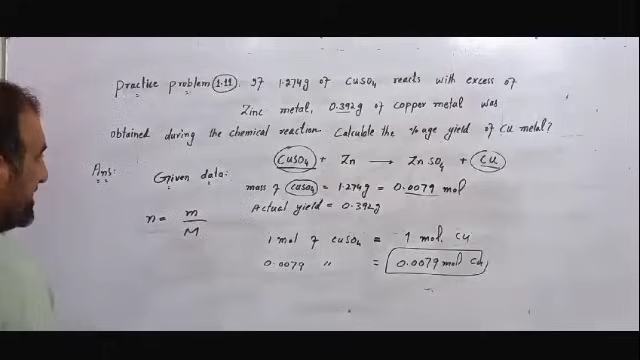 Practice problem 1.11. If 1.274g of CuSO4 reacts with excess of
Zinc metal, 0.392g of copper metal was
obtained during the chemical reaction. Calculate the %age yield of Cu metal?
Ans:
CuSO4 + Zn → ZnSO4 + Cu
Given data:
mass of CuSO4 = 1.274g = 0.0079 mol
Actual yield = 0.392g
n = m/M
1 mol of CuSO4 = 1 mol. Cu
0.0079 " = 0.0079 mol Cu